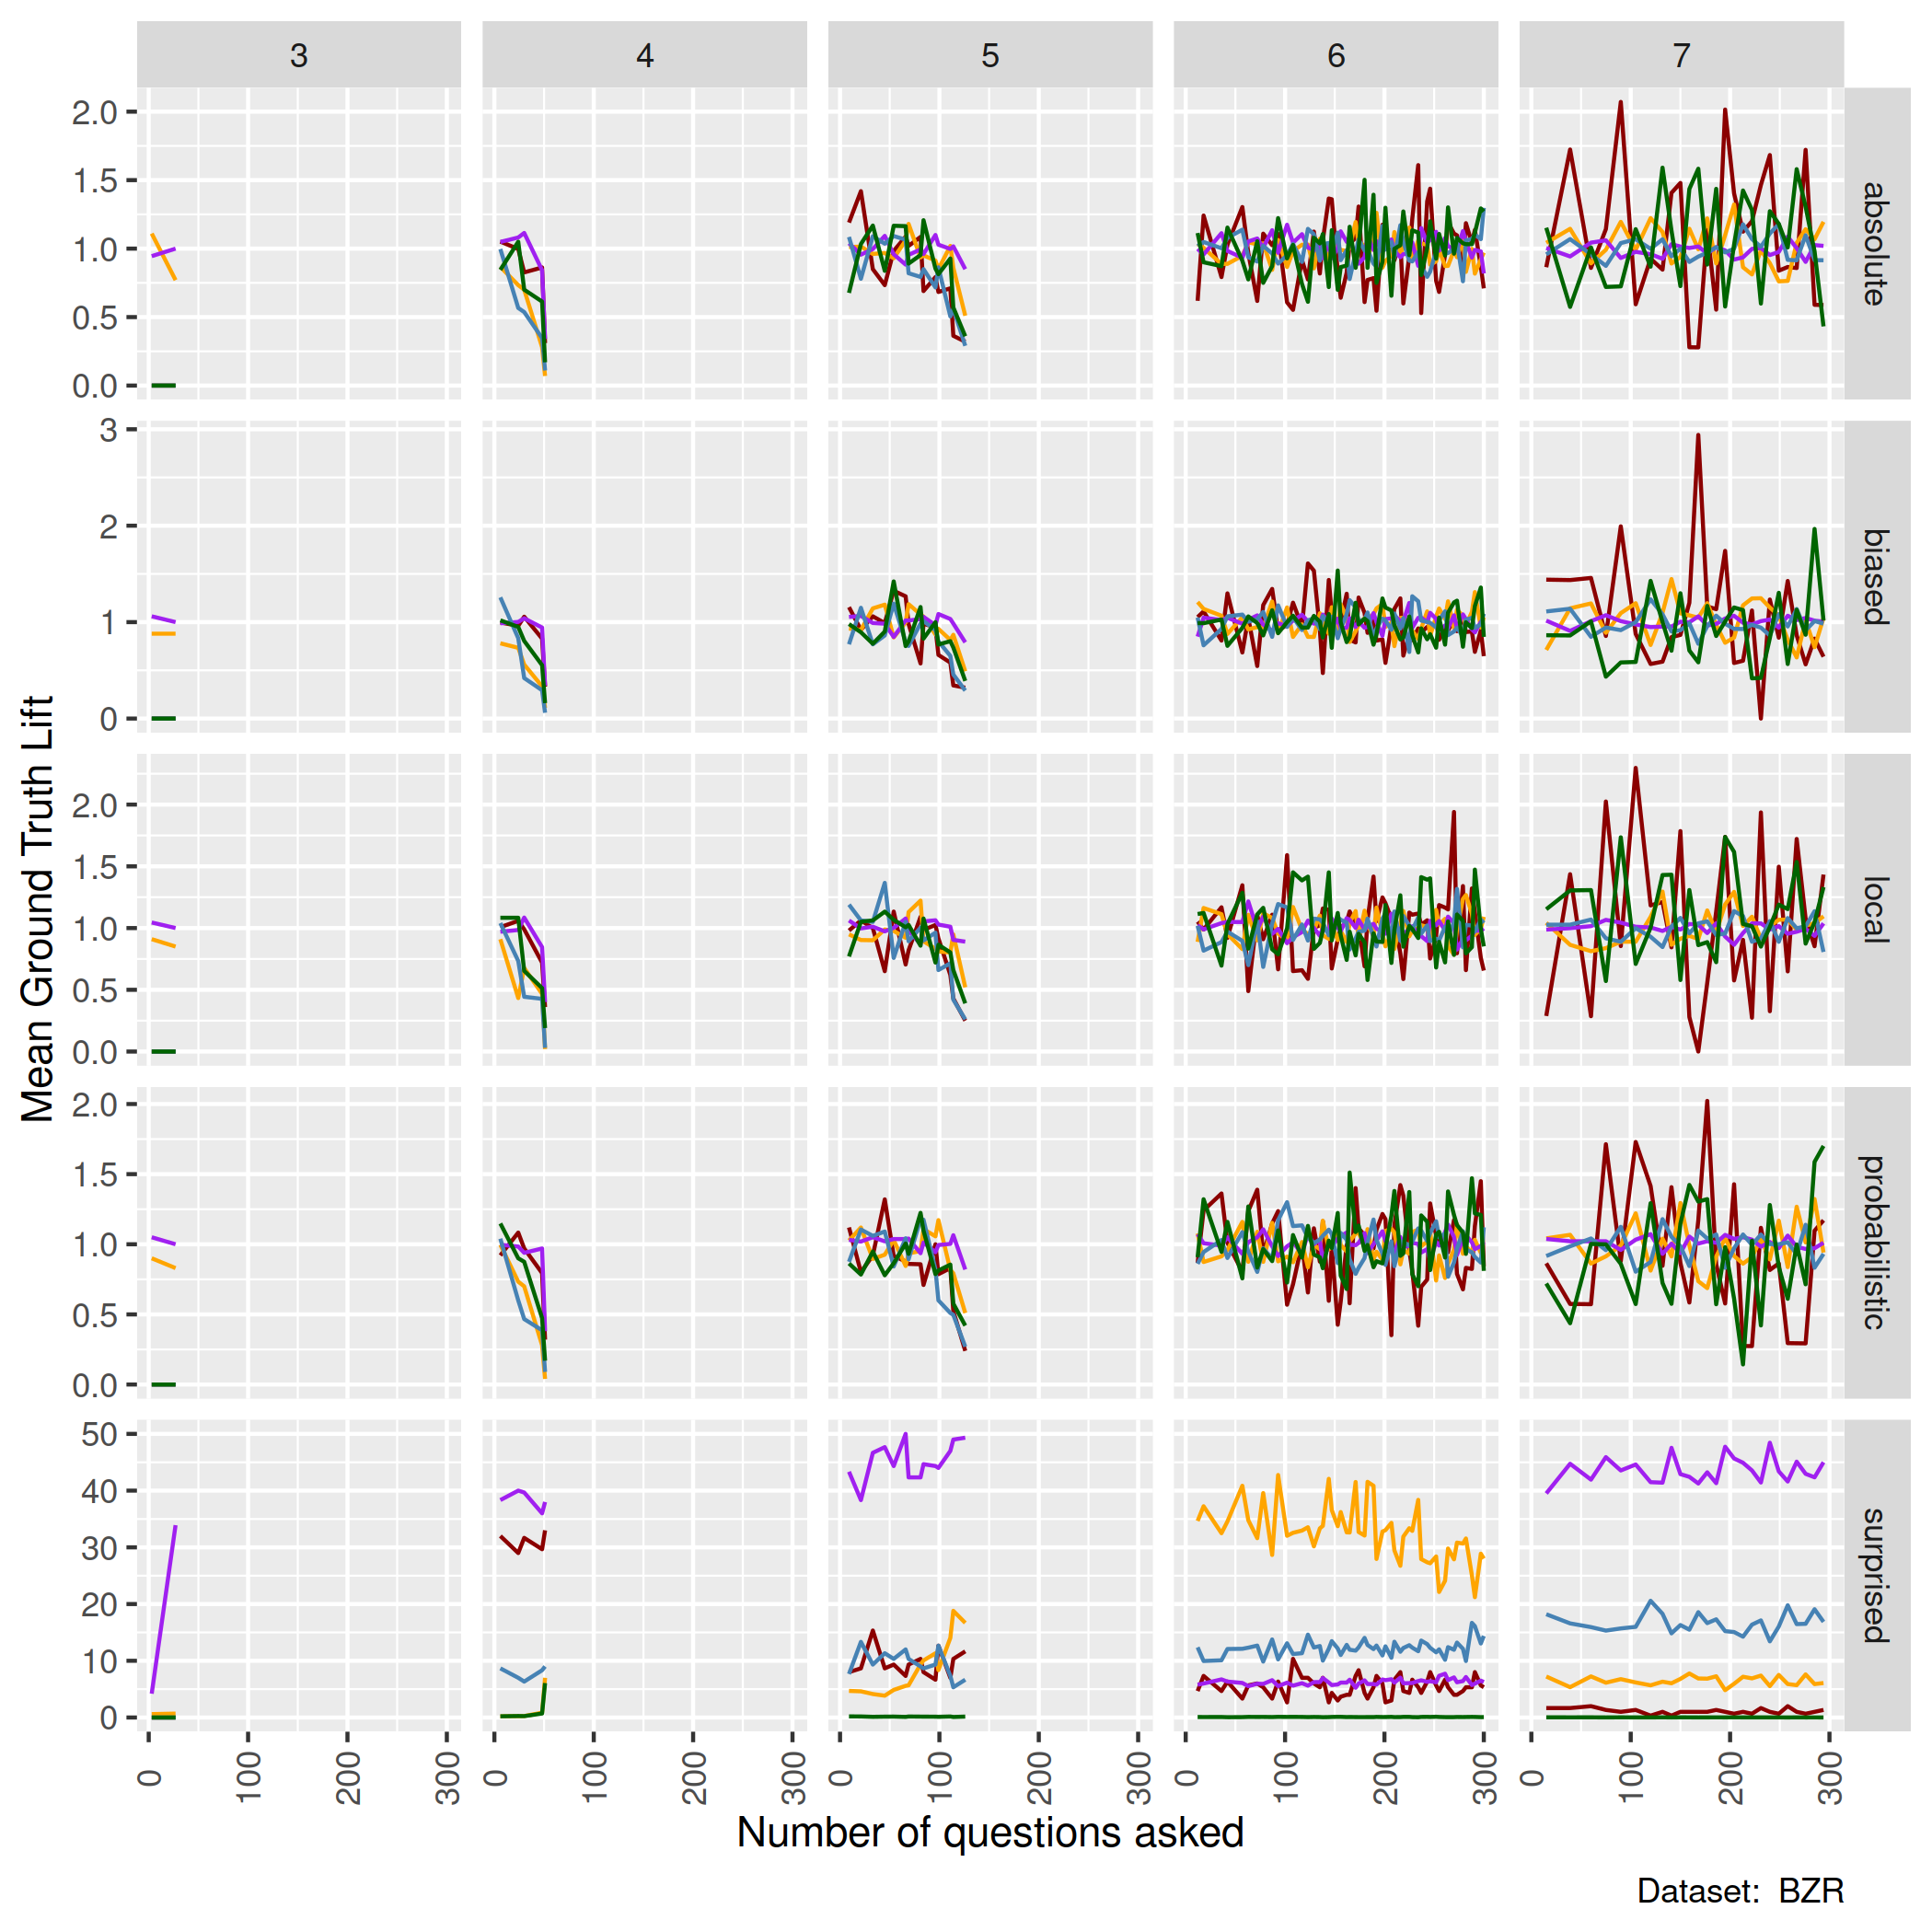 3 4 5 6 7
2.0
1.5
1.0
0.5
0.0
absolute
3
2
1
0
biased
2.0
1.5
1.0
0.5
0.0
local
2.0
1.5
1.0
0.5
0.0
probabilistic
50
40
30
20
10
0
surprised
Mean Ground Truth Lift
0 100 200 300 0 100 200 300 0 100 200 300 0 100 200 300 0 100 200 300
Number of questions asked
Dataset: BZR